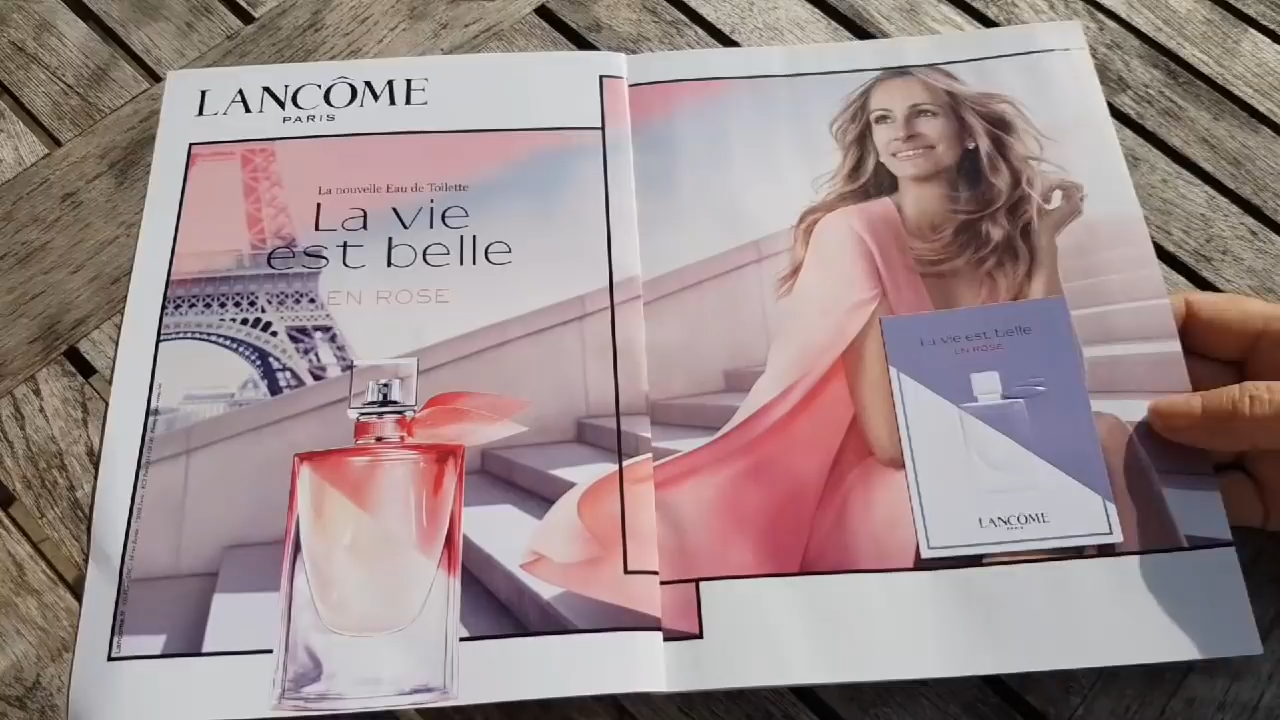 LANCÔME
PARIS
La nouvelle Eau de Toilette
La vie
est belle
EN ROSE
La vie est belle
EN ROSE
LANCÔME
PARIS